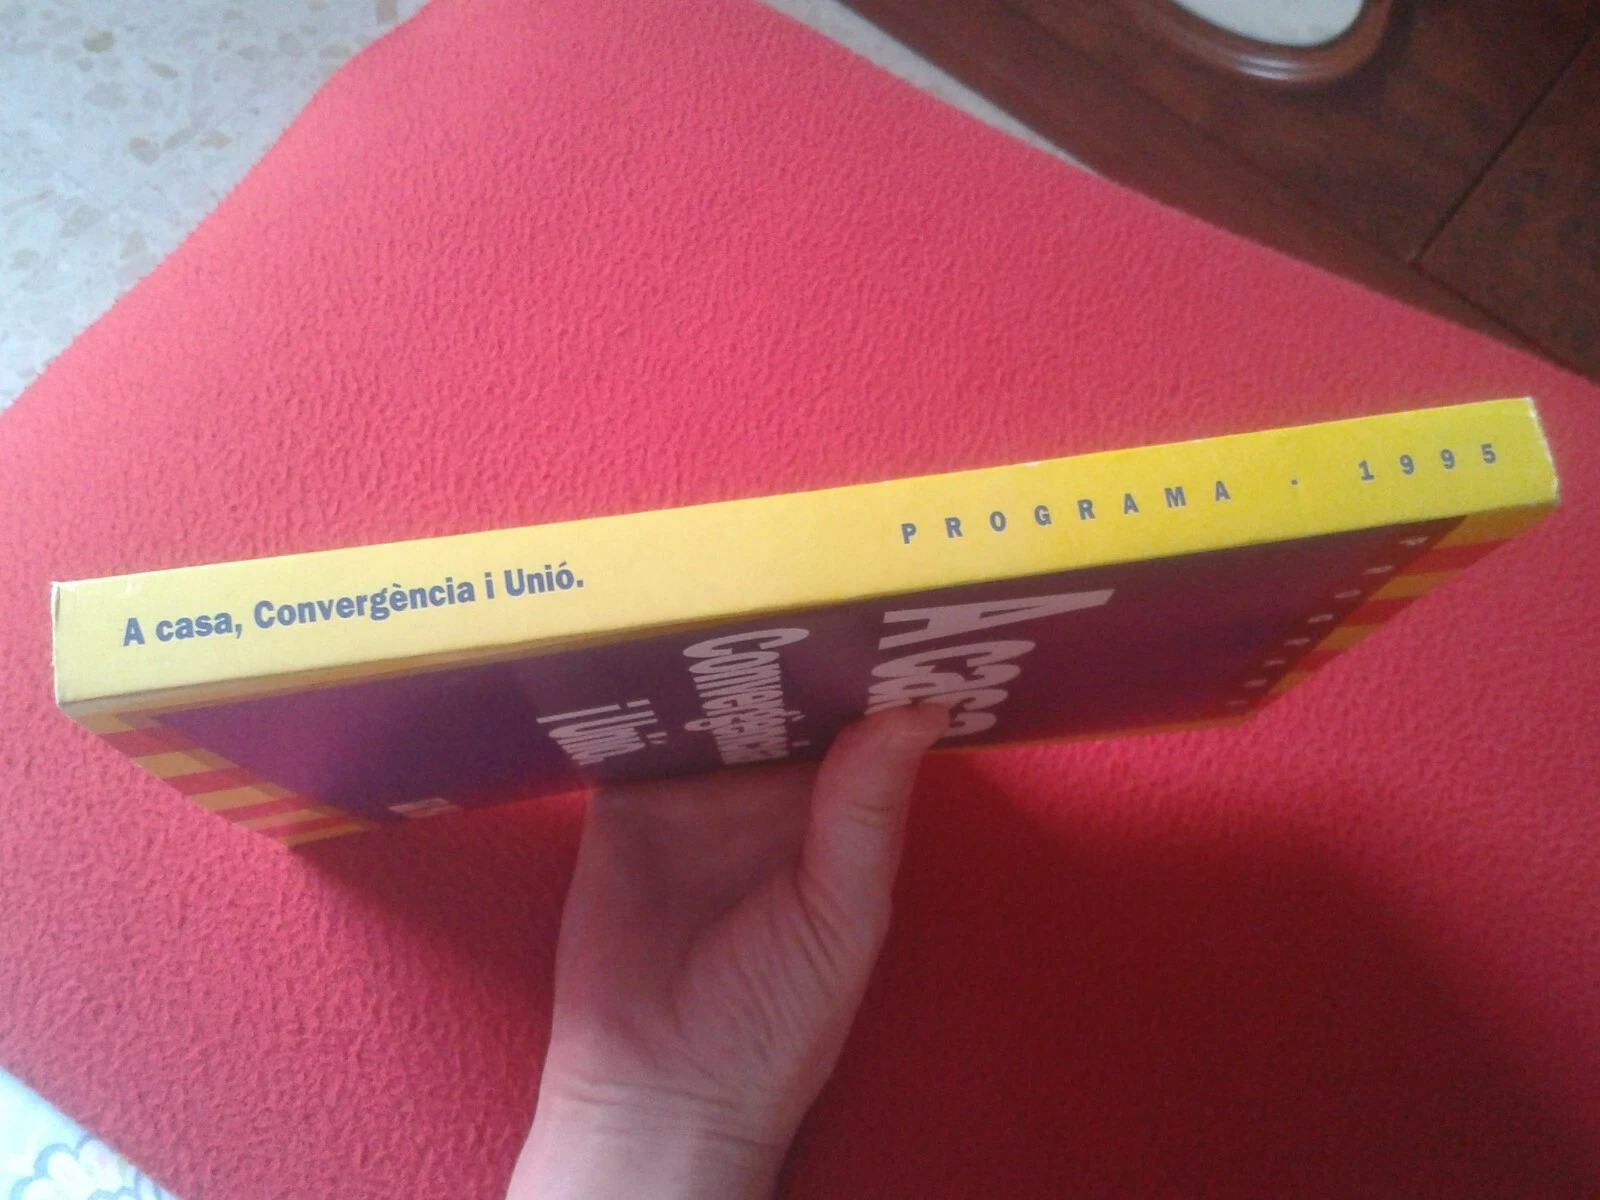 A casa, Convergència i Unió.
PROGRAMA · 1995
A casa
Convergència
i Unió.